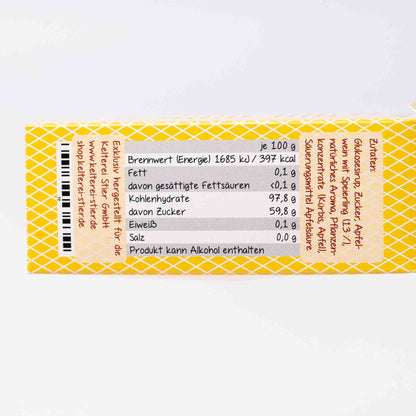 je 100 g
Brennwert (Energie) 1685 kJ / 397 kcal
Fett 0,1 g
davon gesättigte Fettsäuren <0,1 g
Kohlenhydrate 97,8 g
davon Zucker 59,8 g
Eiweiß 0,1 g
Salz 0,0 g
Produkt kann Alkohol enthalten
Zutaten:
Glukosesirup, Zucker, Apfel-
wein mit Speierling (1,3 %),
natürliches Aroma, Pflanzen-
konzentrate (Kürbis, Apfel),
Säuerungsmittel Apfelsäure
Exklusiv hergestellt für die
Kelterei Stier GmbH
www.kelterei-stier.de
shop.kelterei-stier.de